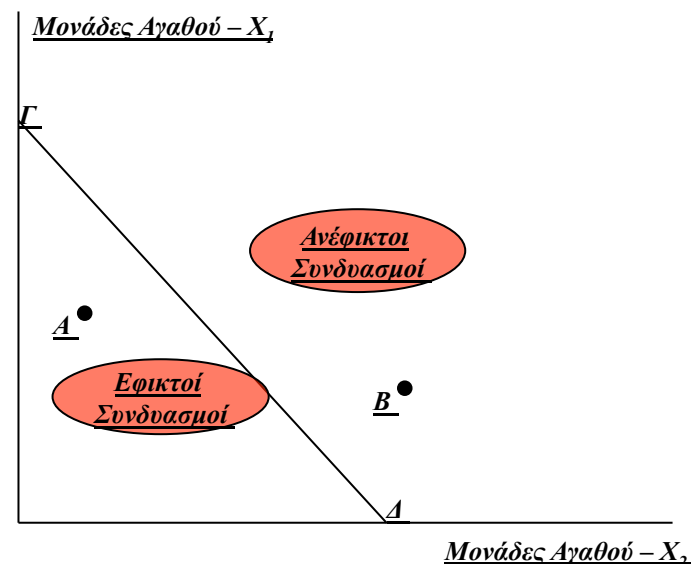 Μονάδες Αγαθού – Χ₁
Γ
Ανέφικτοι
Συνδυασμοί
Α
Εφικτοί
Συνδυασμοί
Β
Δ
Μονάδες Αγαθού – Χ₂